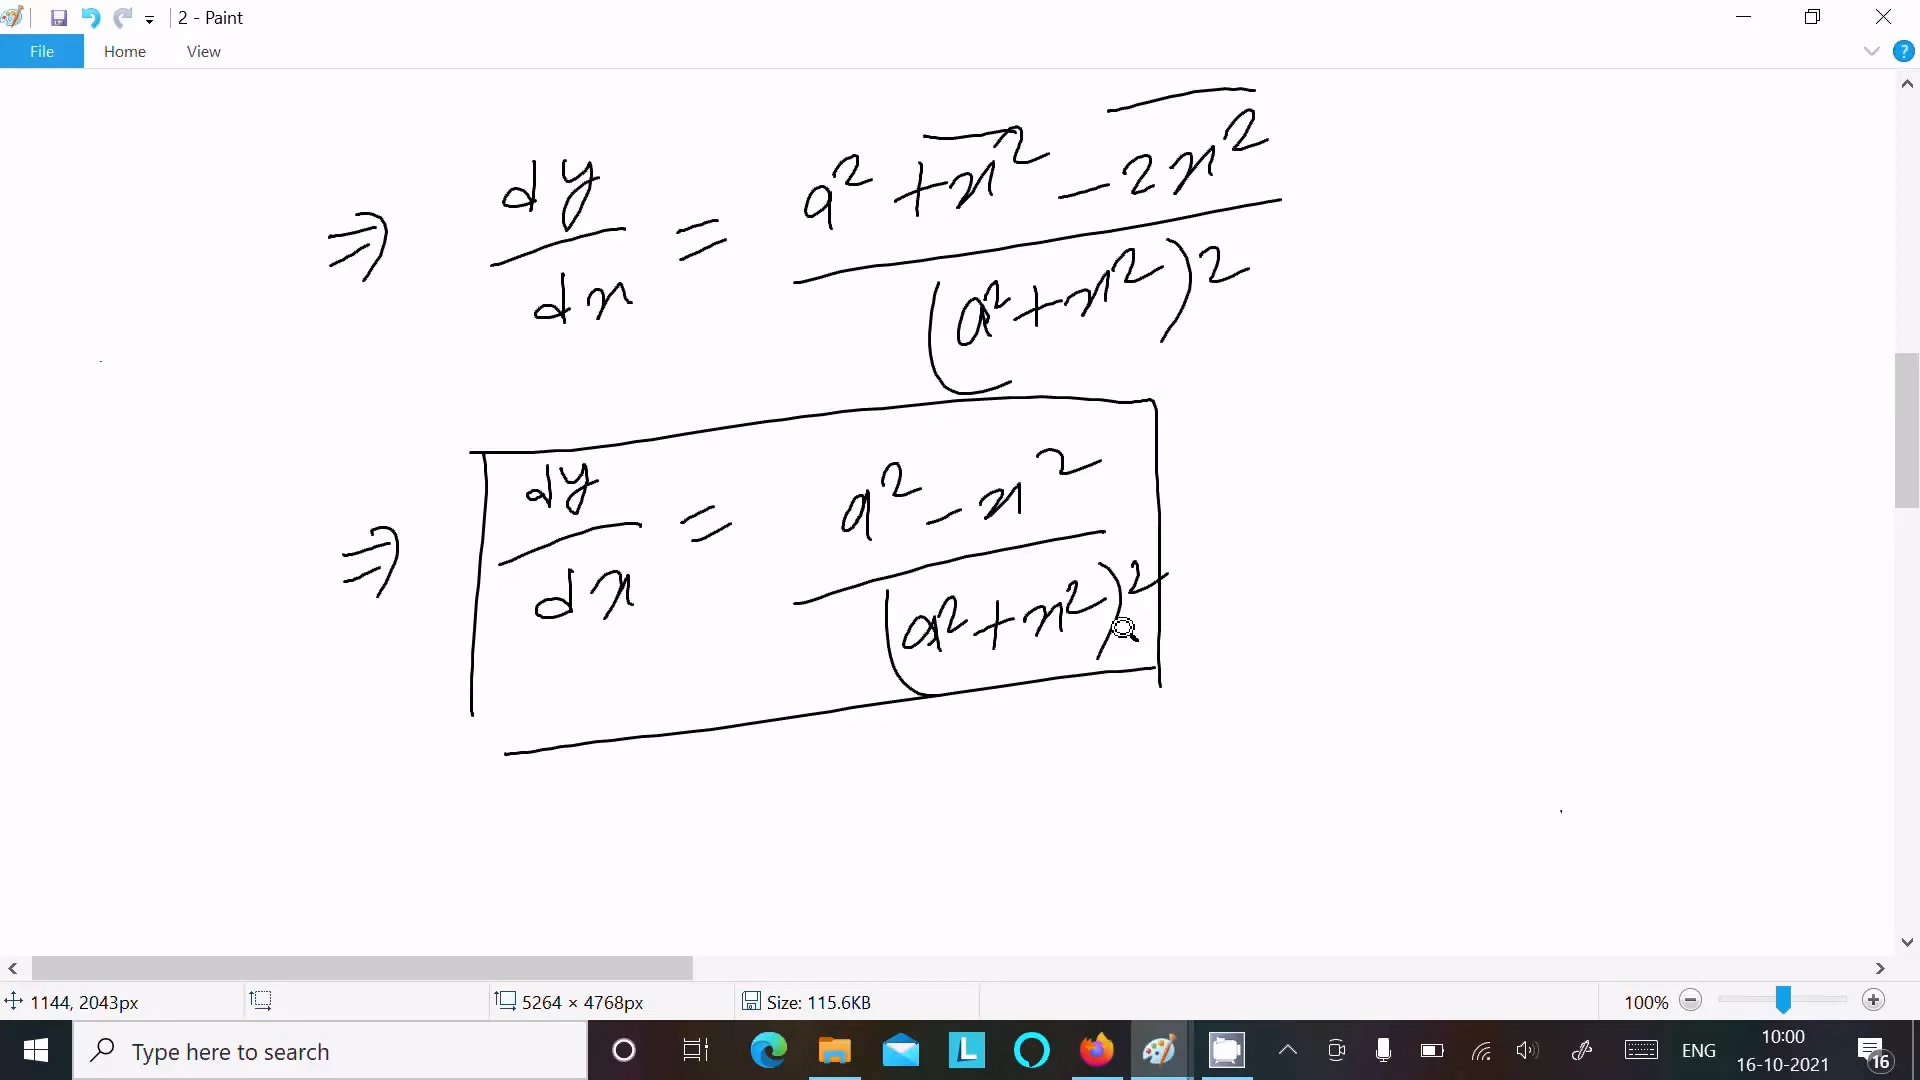 2 - Paint
File Home View
⇒ dy/dx = a² + x² - 2x² / (a² + x²)²
⇒ dy/dx = a² - x² / (a² + x²)²
1144, 2043px 5264 × 4768px Size: 115.6KB 100%
Type here to search L ENG 10:00
16-10-2021 16